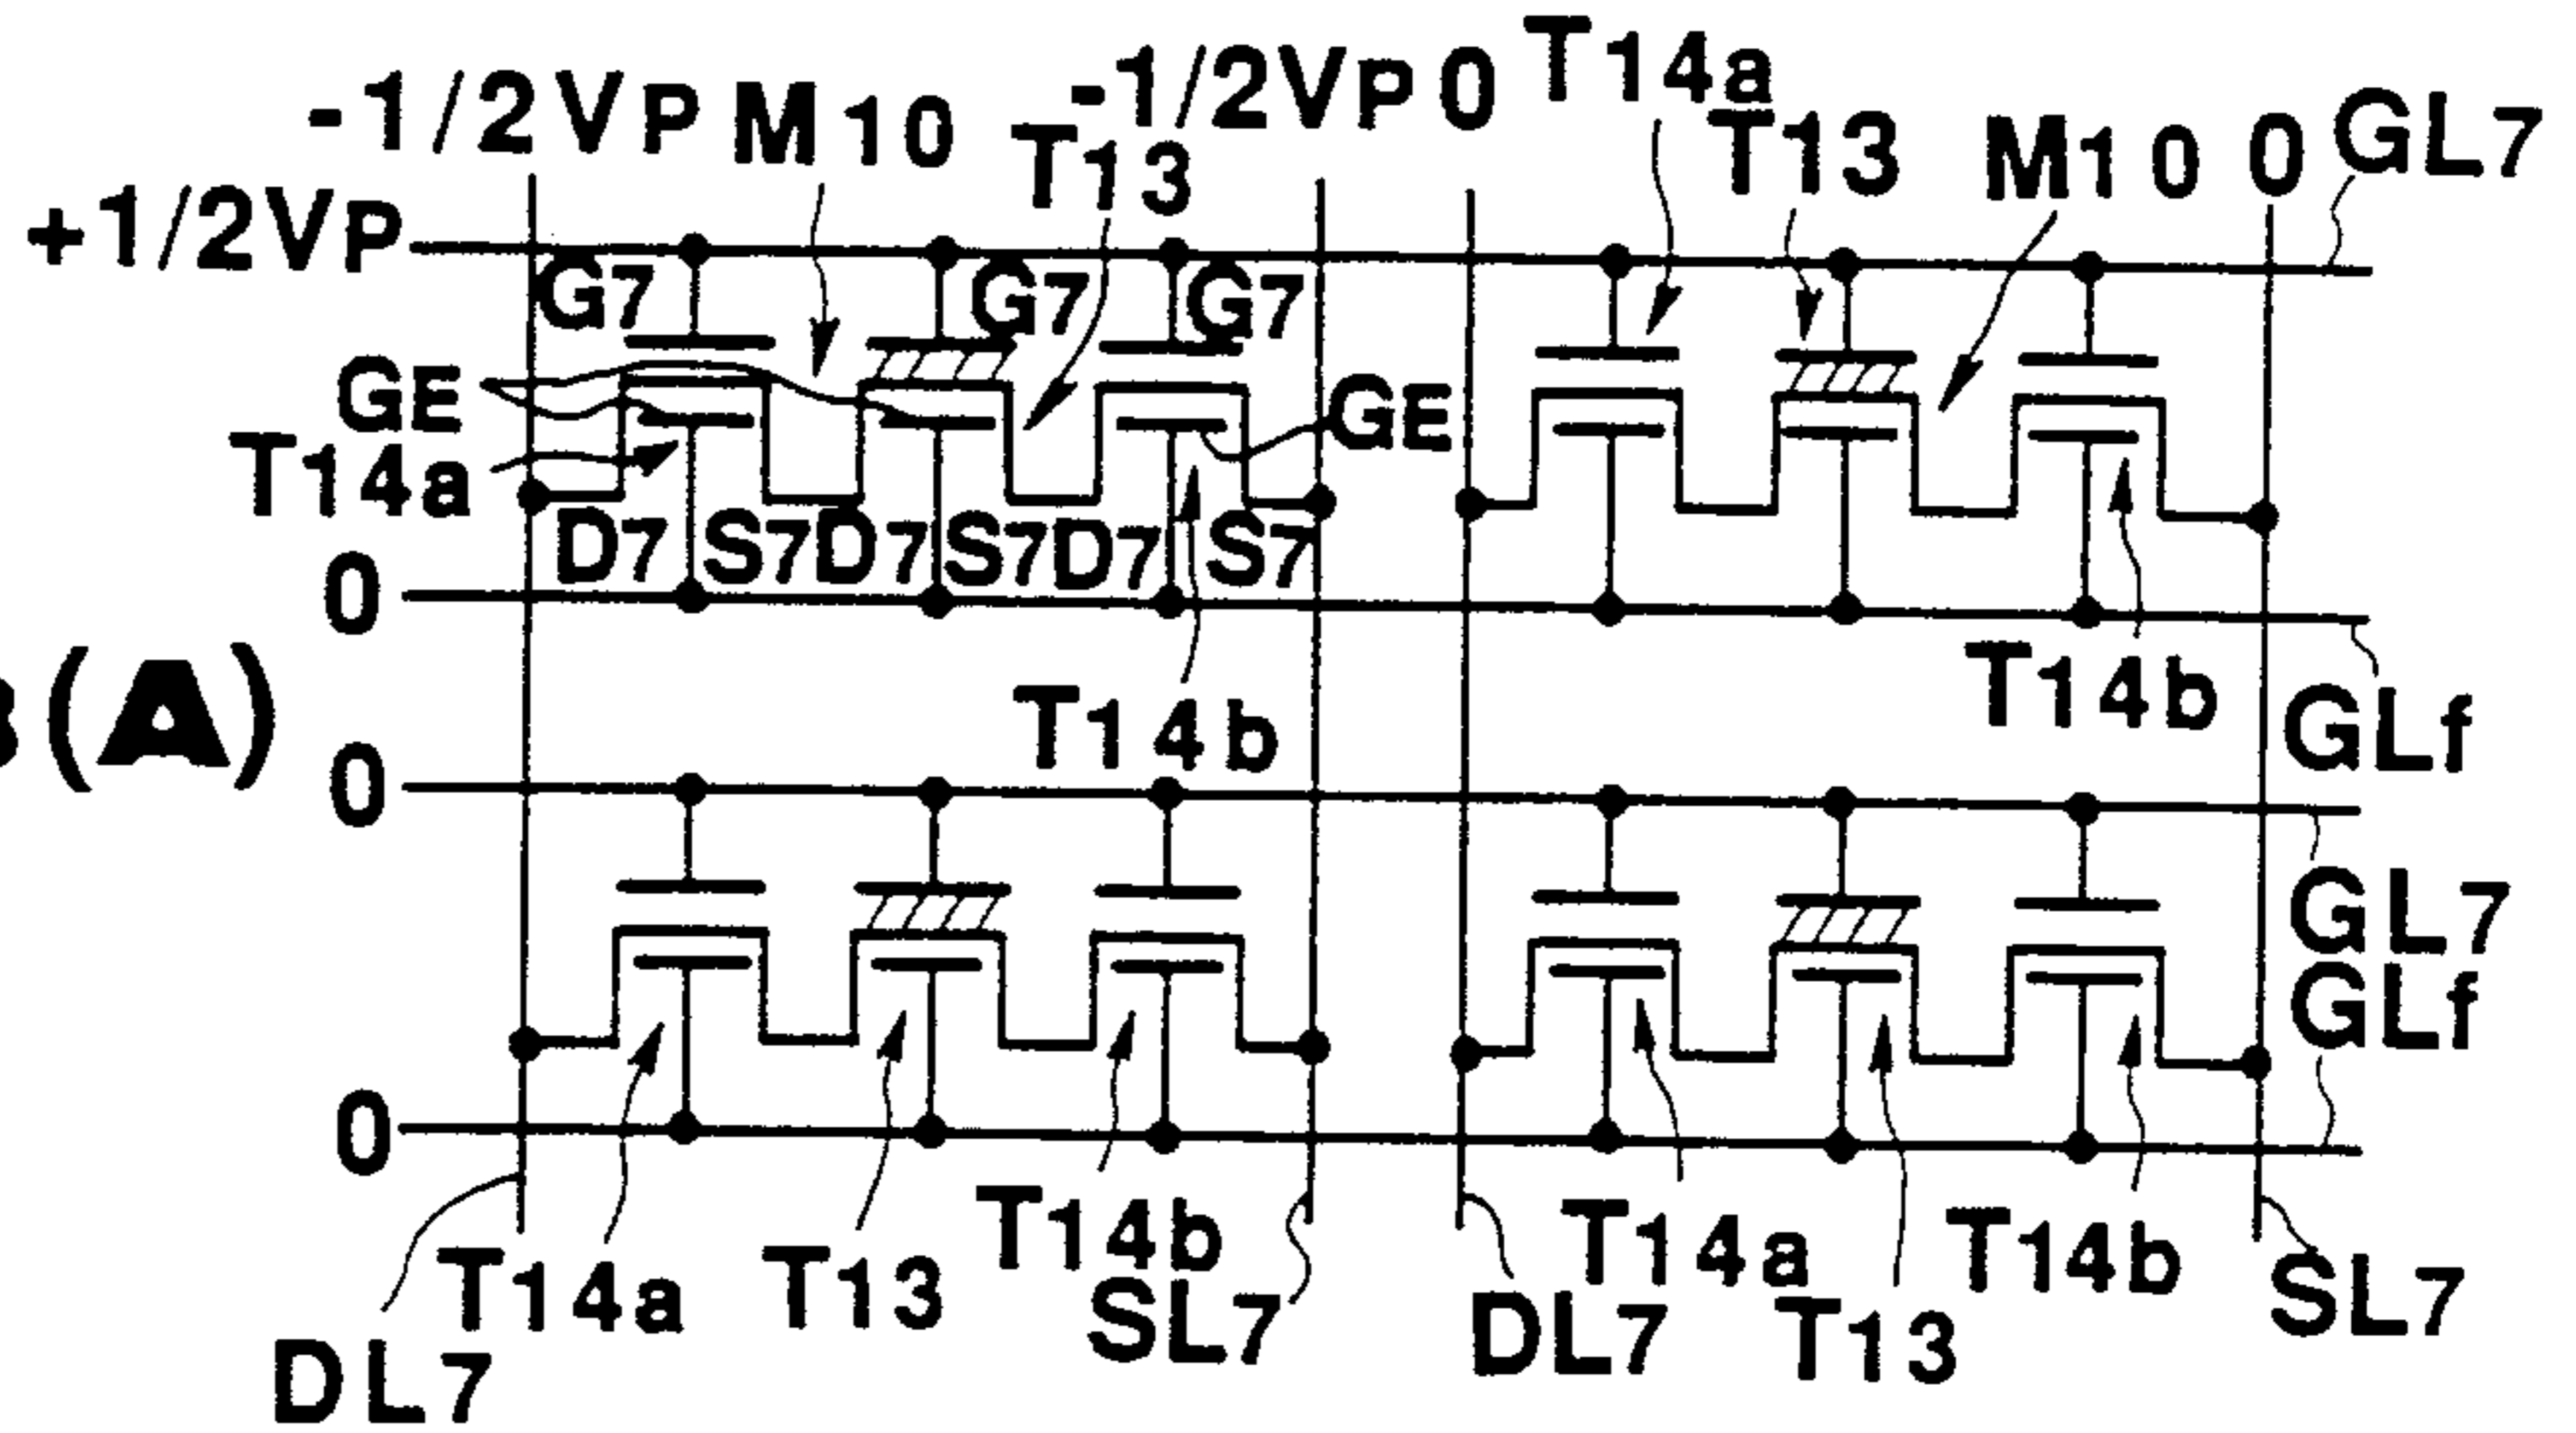 -1/2VP M10 -1/2VP 0 T14a
T13 T13 M10 0 GL7
+1/2VP
G7 G7 G7
GE GE
T14a
D7 S7 D7 S7 D7 S7
0
T14b T14b
(A) GLf
0
GL7
GLf
0
T14a T13 T14b T14a T13 T14b
DL7 SL7 DL7 SL7